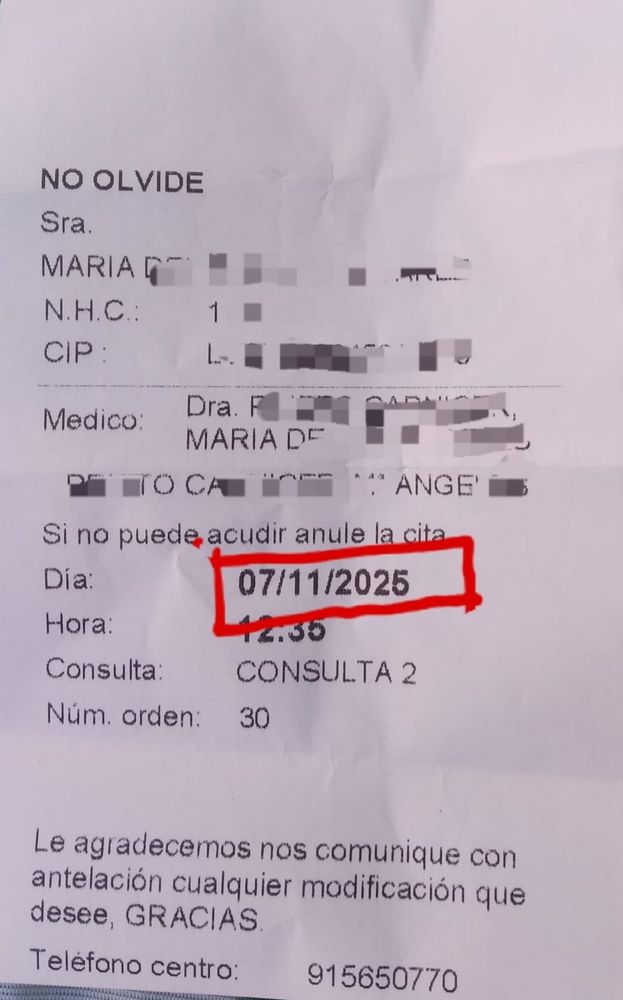 NO OLVIDE
Sra.
MARIA
N.H.C.: 1
CIP :
Medico: Dra.
MARIA DE
Si no puede acudir anule la cita
Día: 07/11/2025
Hora: 12:35
Consulta: CONSULTA 2
Núm. orden: 30
Le agradecemos nos comunique con
antelación cualquier modificación que
desee, GRACIAS.
Teléfono centro: 915650770